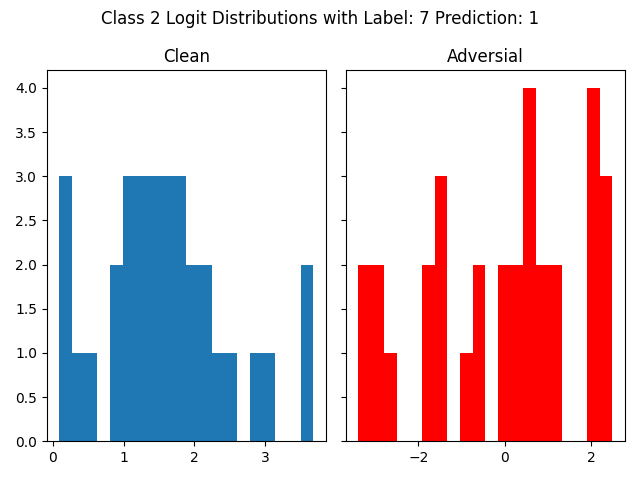 Class 2 Logit Distributions with Label: 7 Prediction: 1
Clean
Adversial
4.0
3.5
3.0
2.5
2.0
1.5
1.0
0.5
0.0
0 1 2 3
−2 0 2